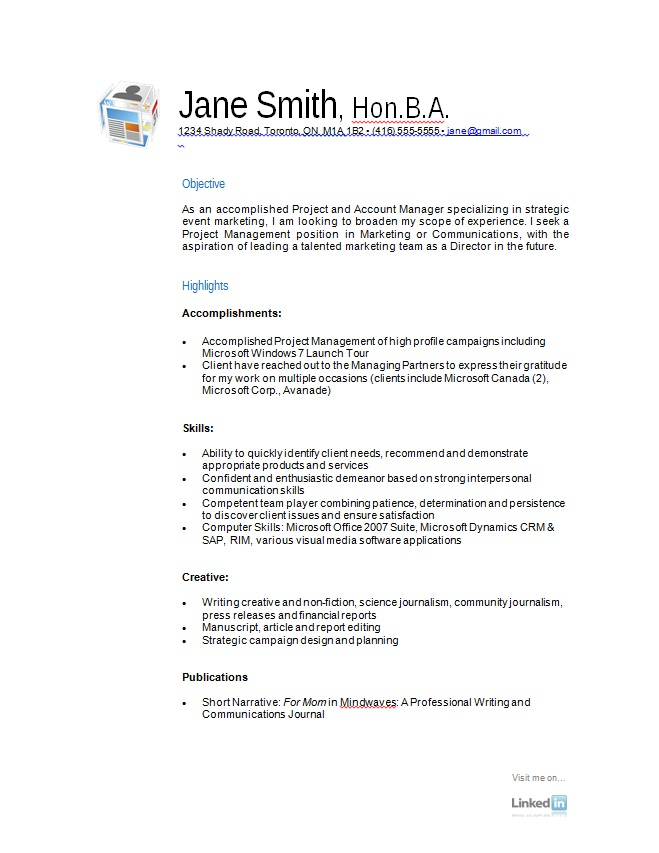 Jane Smith, Hon.B.A.
1234 Shady Road, Toronto, ON, M1A 1B2 • (416) 555-5555 • jane@gmail.com
Objective
As an accomplished Project and Account Manager specializing in strategic
event marketing, I am looking to broaden my scope of experience. I seek a
Project Management position in Marketing or Communications, with the
aspiration of leading a talented marketing team as a Director in the future.
Highlights
Accomplishments:
• Accomplished Project Management of high profile campaigns including
Microsoft Windows 7 Launch Tour
• Client have reached out to the Managing Partners to express their gratitude
for my work on multiple occasions (clients include Microsoft Canada (2),
Microsoft Corp., Avanade)
Skills:
• Ability to quickly identify client needs, recommend and demonstrate
appropriate products and services
• Confident and enthusiastic demeanor based on strong interpersonal
communication skills
• Competent team player combining patience, determination and persistence
to discover client issues and ensure satisfaction
• Computer Skills: Microsoft Office 2007 Suite, Microsoft Dynamics CRM &
SAP, RIM, various visual media software applications
Creative:
• Writing creative and non-fiction, science journalism, community journalism,
press releases and financial reports
• Manuscript, article and report editing
• Strategic campaign design and planning
Publications
• Short Narrative: For Mom in Mindwaves: A Professional Writing and
Communications Journal
Visit me on...
Linked in